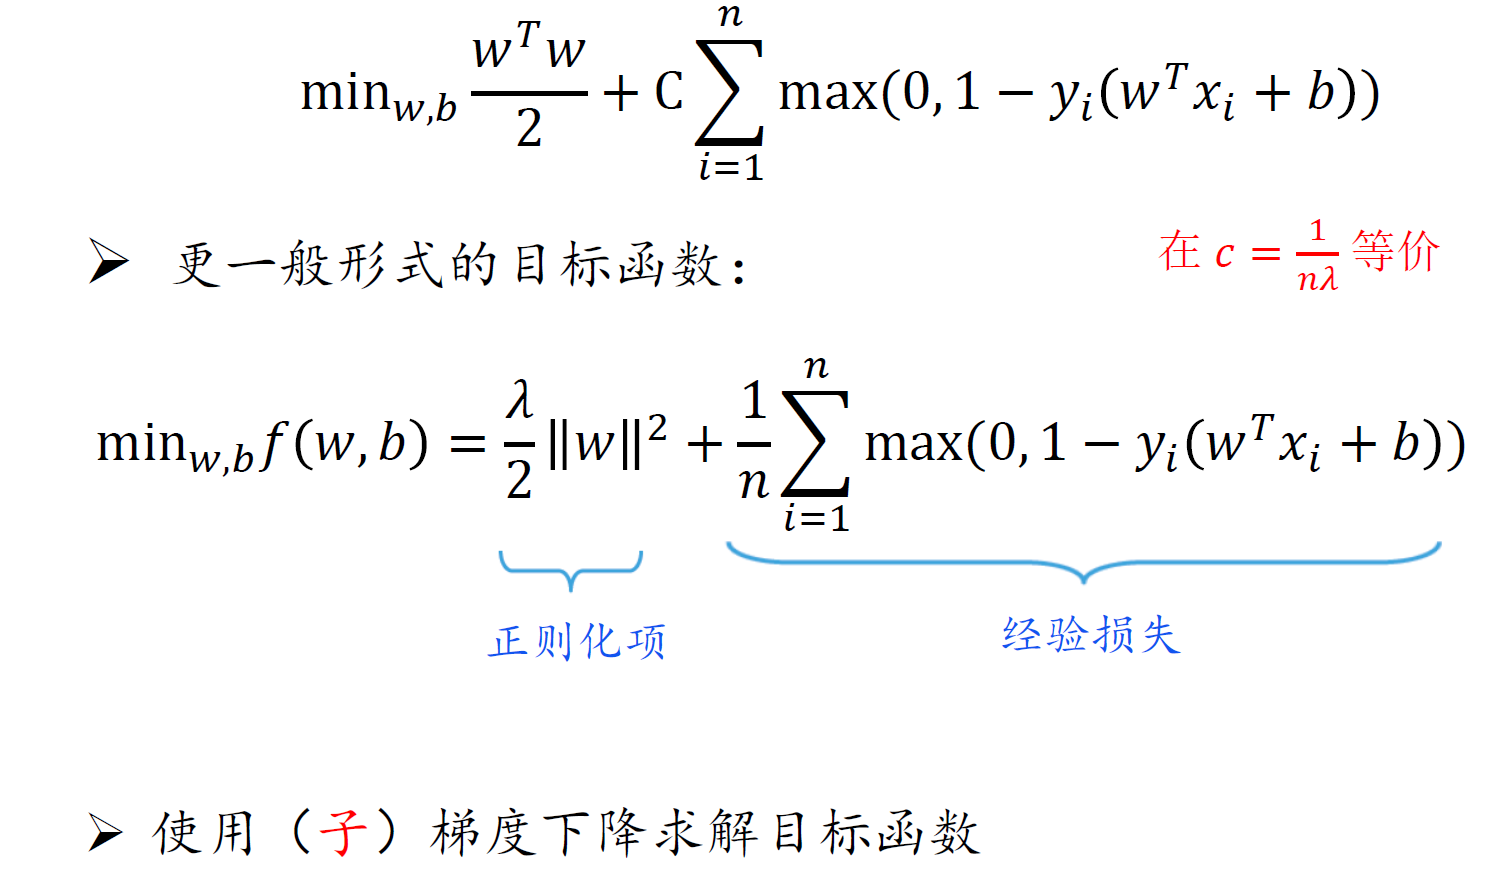 min_{w,b} \frac{w^T w}{2} + C \sum_{i=1}^{n} max(0, 1 − y_i(w^T x_i + b))
➢ 更一般形式的目标函数：
在 c = \frac{1}{nλ} 等价
min_{w,b} f(w, b) = \frac{λ}{2} ‖w‖^2 + \frac{1}{n} \sum_{i=1}^{n} max(0, 1 − y_i(w^T x_i + b))
正则化项
经验损失
➢ 使用（子）梯度下降求解目标函数